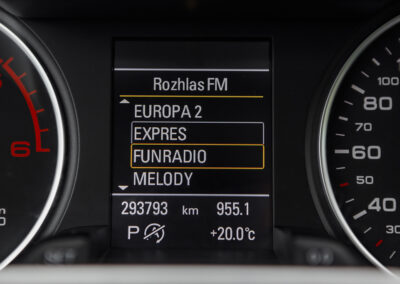 Rozhlas FM
EUROPA 2
EXPRES
FUNRADIO
MELODY
293793 km 955.1
P +20.0°C
6
100
80
60
50
40
30